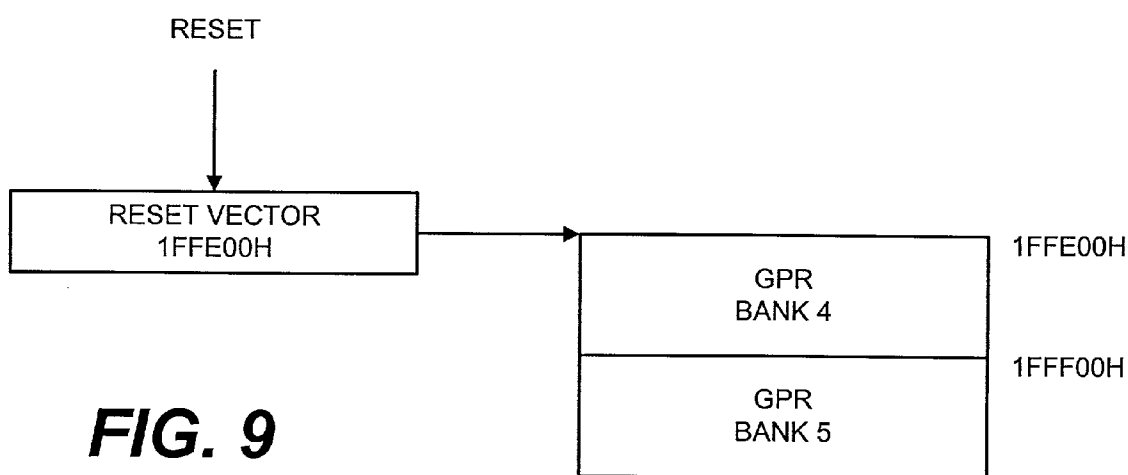 RESET
RESET VECTOR
1FFE00H
1FFE00H
GPR
BANK 4
1FFF00H
GPR
BANK 5
FIG. 9